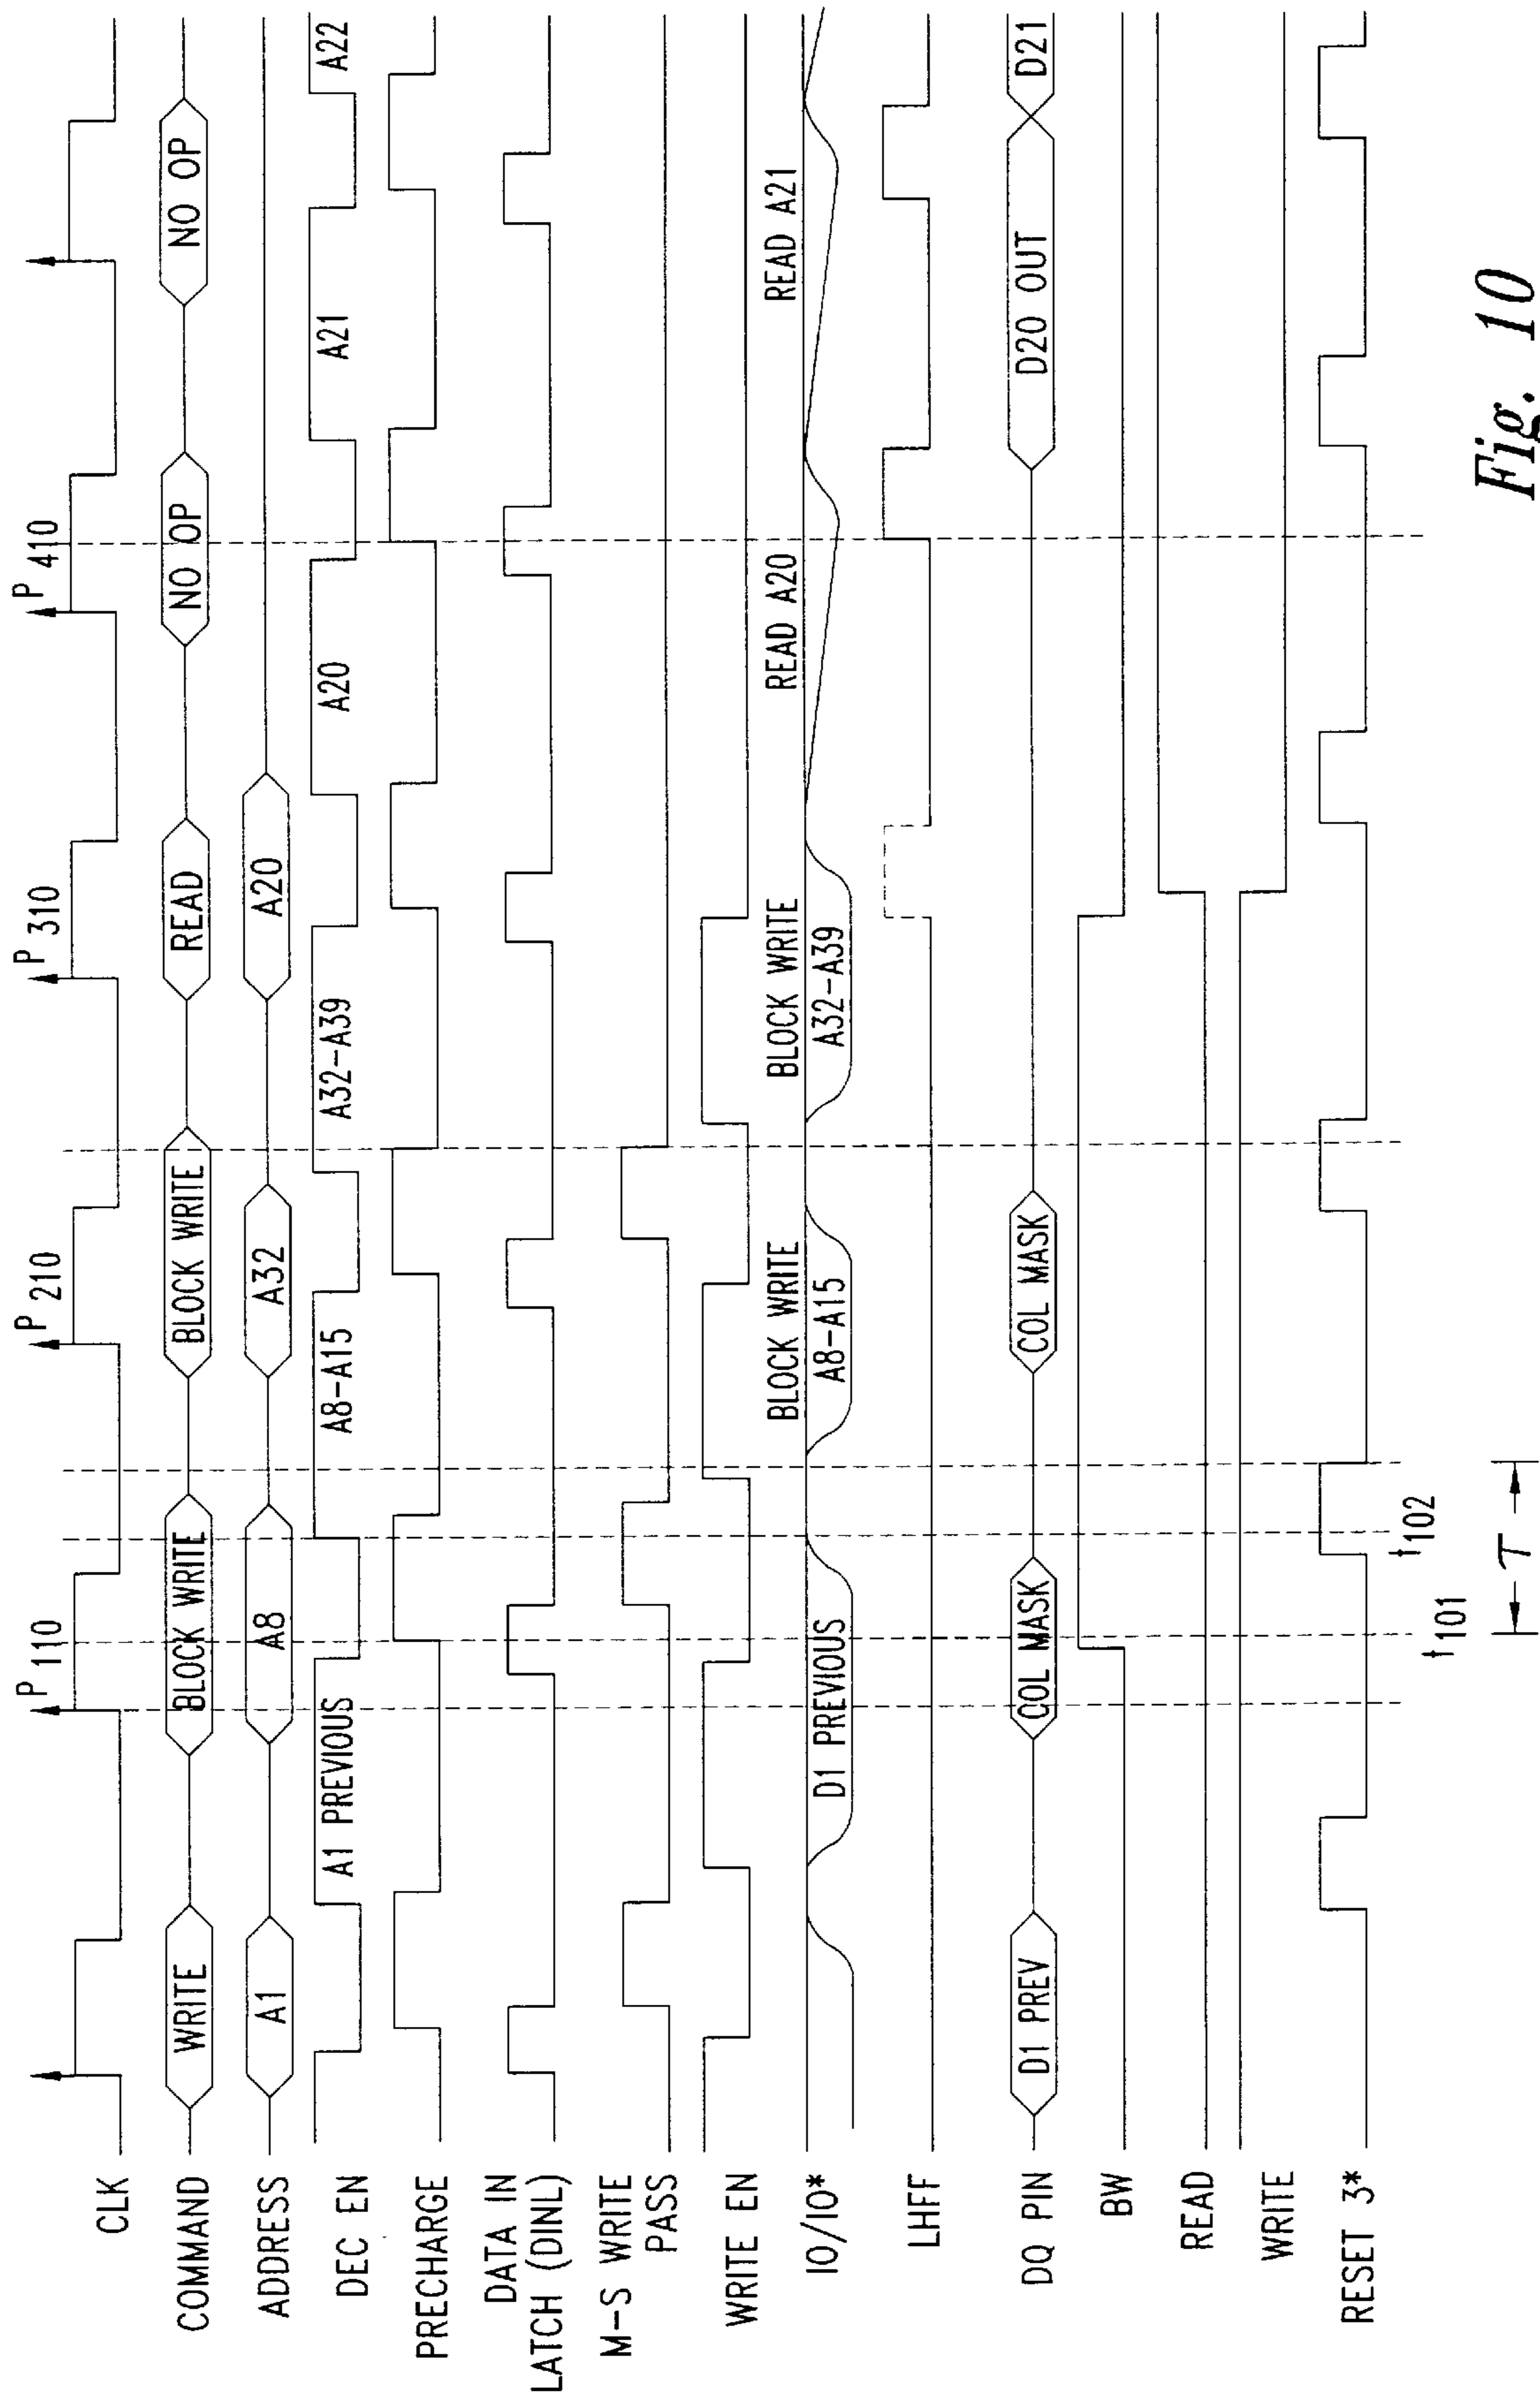 P 110
P 210
P 310
P 410
CLK
COMMAND
WRITE
BLOCK WRITE
BLOCK WRITE
READ
NO OP
NO OP
ADDRESS
A1
A8
A32
A20
DEC EN
A1 PREVIOUS
A8-A15
A32-A39
A20
A21
A22
PRECHARGE
DATA IN
LATCH (DINL)
M-S WRITE
PASS
WRITE EN
IO/IO*
D1 PREVIOUS
BLOCK WRITE
A8-A15
BLOCK WRITE
A32-A39
READ A20
READ A21
LHFF
DQ PIN
D1 PREV
COL MASK
COL MASK
D20 OUT
D21
BW
READ
WRITE
RESET 3*
t101
t102
τ
Fig. 10